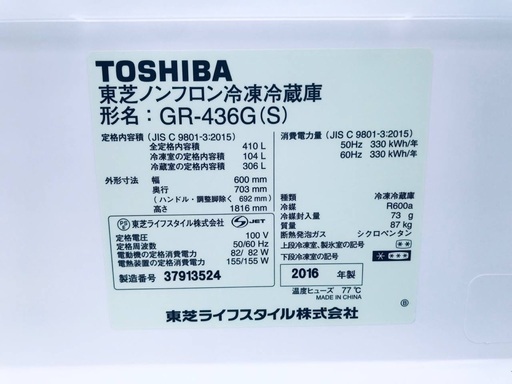 TOSHIBA
東芝ノンフロン冷凍冷蔵庫
形名：GR-436G(S)
定格内容積 (JIS C 9801-3:2015)
全定格内容積 410 L
冷凍室の定格内容積 104 L
冷蔵室の定格内容積 306 L
外形寸法 幅 600 mm
奥行 703 mm
(ハンドル・調整脚除く 692 mm)
高さ 1816 mm
PS E 東芝ライフスタイル株式会社 S-JET
定格電圧 100 V
定格周波数 50/60 Hz
電動機の定格消費電力 82/ 82 W
電熱装置の定格消費電力 155/155 W
製造番号 37913524
消費電力量 (JIS C 9801-3:2015)
50Hz 330 kWh/年
60Hz 330 kWh/年
種類 冷凍冷蔵庫
冷媒 R600a
冷媒封入量 73 g
質量 87 kg
断熱発泡ガス シクロペンタン
上段冷凍室、製氷室の記号
下段冷凍室の記号
2016 年製
温度ヒューズ 77℃
MADE IN CHINA
B
東芝ライフスタイル株式会社